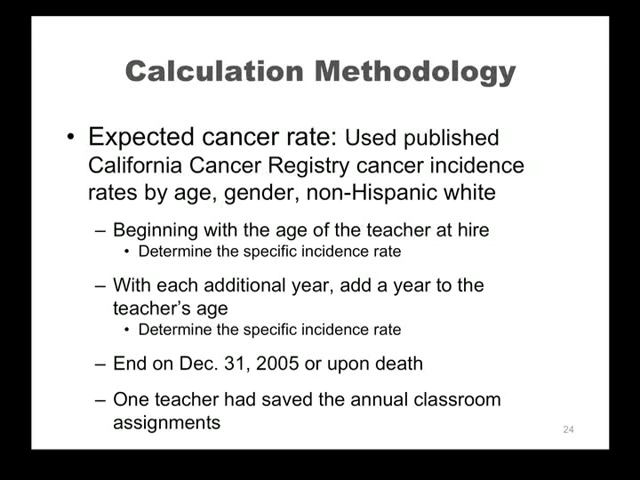 Calculation Methodology
• Expected cancer rate: Used published
California Cancer Registry cancer incidence
rates by age, gender, non-Hispanic white
– Beginning with the age of the teacher at hire
• Determine the specific incidence rate
– With each additional year, add a year to the
teacher's age
• Determine the specific incidence rate
– End on Dec. 31, 2005 or upon death
– One teacher had saved the annual classroom
assignments
24